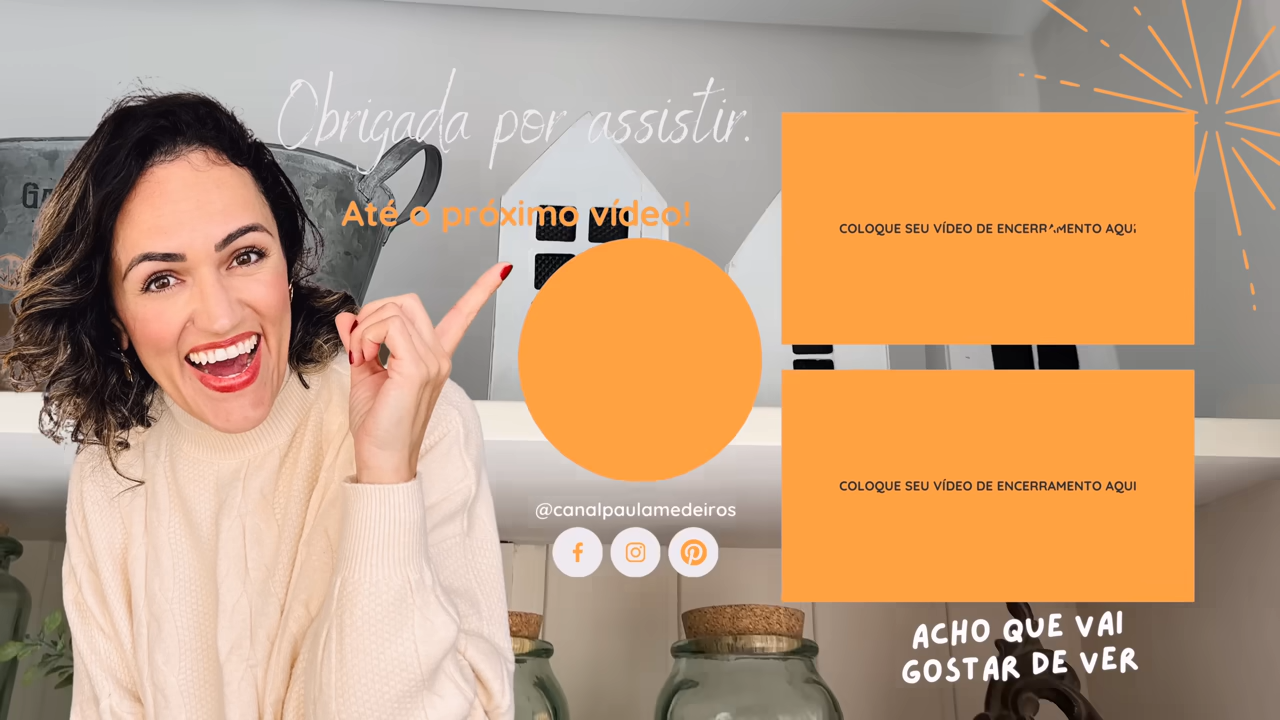 Obrigada por assistir.
Até o próximo vídeo!
COLOQUE SEU VÍDEO DE ENCERRAMENTO AQUI
COLOQUE SEU VÍDEO DE ENCERRAMENTO AQUI
@canalpaulamedeiros
ACHO QUE VAI
GOSTAR DE VER